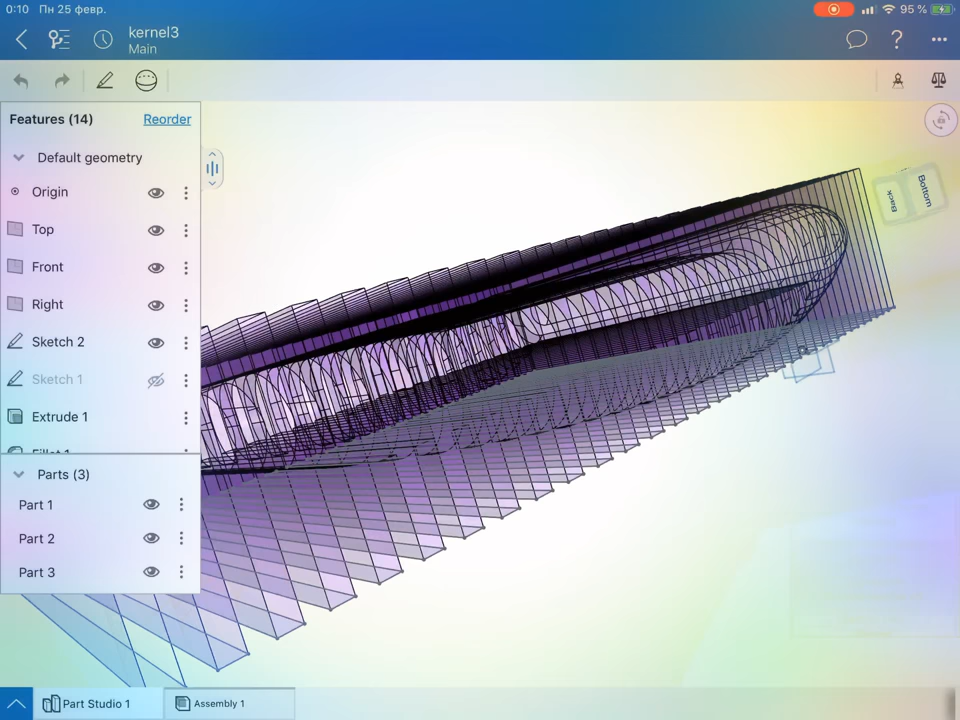 0:10 Пн 25 февр. 95 %
kernel3
Main
Features (14) Reorder
Default geometry
Origin
Top
Front
Right
Sketch 2
Sketch 1
Extrude 1
Fillet 1
Parts (3)
Part 1
Part 2
Part 3
Back
Bottom
Part Studio 1
Assembly 1